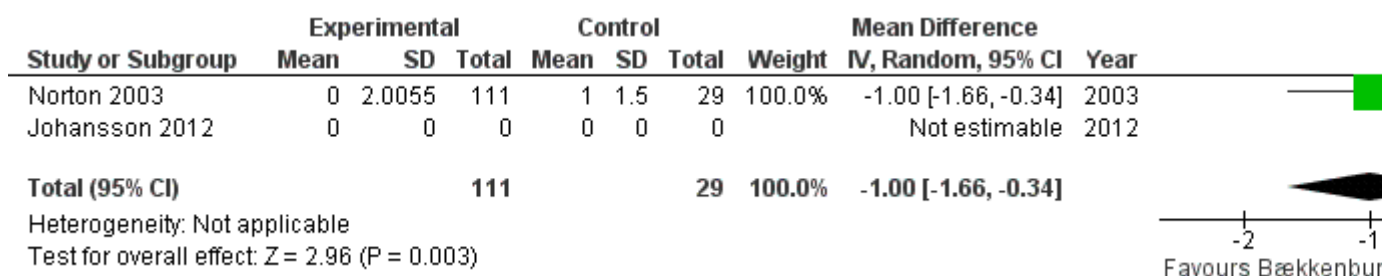 Experimental Control Mean Difference
Study or Subgroup Mean SD Total Mean SD Total Weight IV, Random, 95% CI Year
Norton 2003 0 2.0055 111 1 1.5 29 100.0% -1.00 [-1.66, -0.34] 2003
Johansson 2012 0 0 0 0 0 0 Not estimable 2012
Total (95% CI) 111 29 100.0% -1.00 [-1.66, -0.34]
Heterogeneity: Not applicable
Test for overall effect: Z = 2.96 (P = 0.003)
-2 -1
Favours Bækkenbun